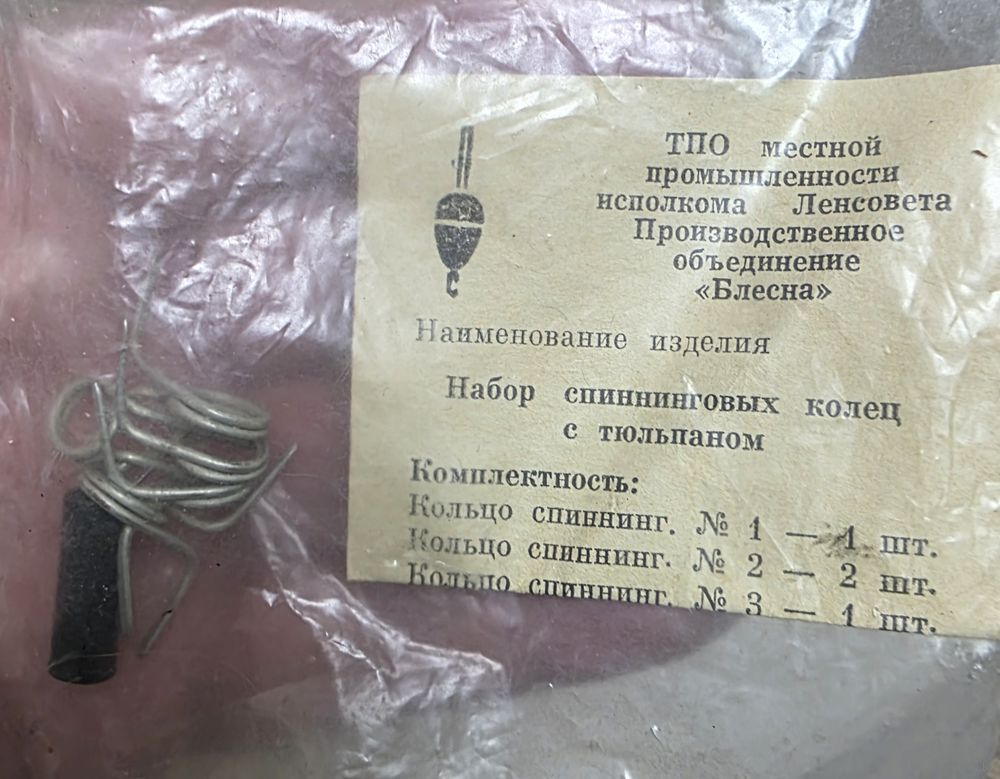 ТПО местной
промышленности
исполкома Ленсовета
Производственное
объединение
«Блесна»
Наименование изделия
Набор спиннинговых колец
с тюльпаном
Комплектность:
Кольцо спиннинг. № 1 — 1 шт.
Кольцо спиннинг. № 2 — 2 шт.
Кольцо спиннинг. № 3 — 1 шт.